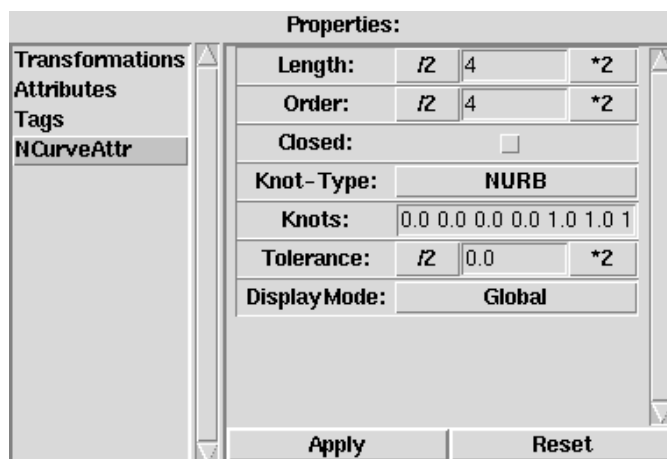 Properties:
Transformations
Attributes
Tags
NCurveAttr
Length: /2 4 *2
Order: /2 4 *2
Closed:
Knot-Type: NURB
Knots: 0.0 0.0 0.0 0.0 1.0 1.0 1
Tolerance: /2 0.0 *2
DisplayMode: Global
Apply Reset